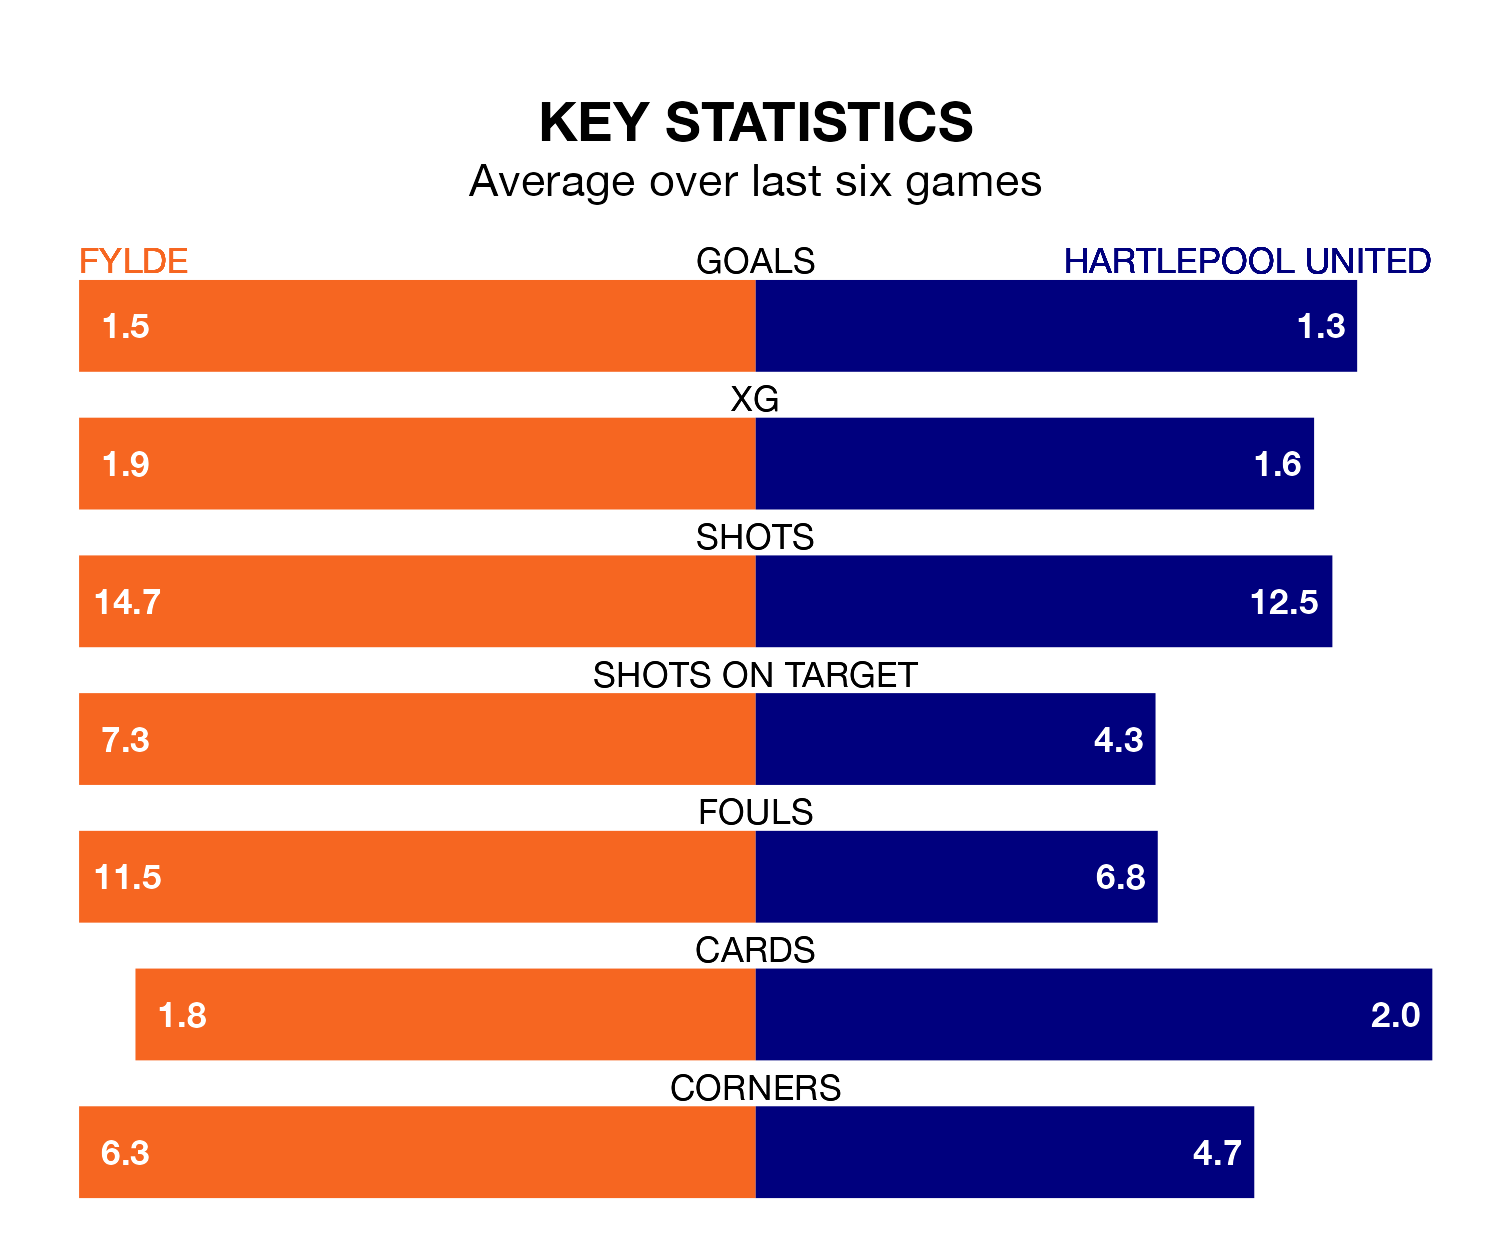 KEY STATISTICS
Average over last six games
FYLDE GOALS HARTLEPOOL UNITED
1.5 1.3
XG
1.9 1.6
SHOTS
14.7 12.5
SHOTS ON TARGET
7.3 4.3
FOULS
11.5 6.8
CARDS
1.8 2.0
CORNERS
6.3 4.7